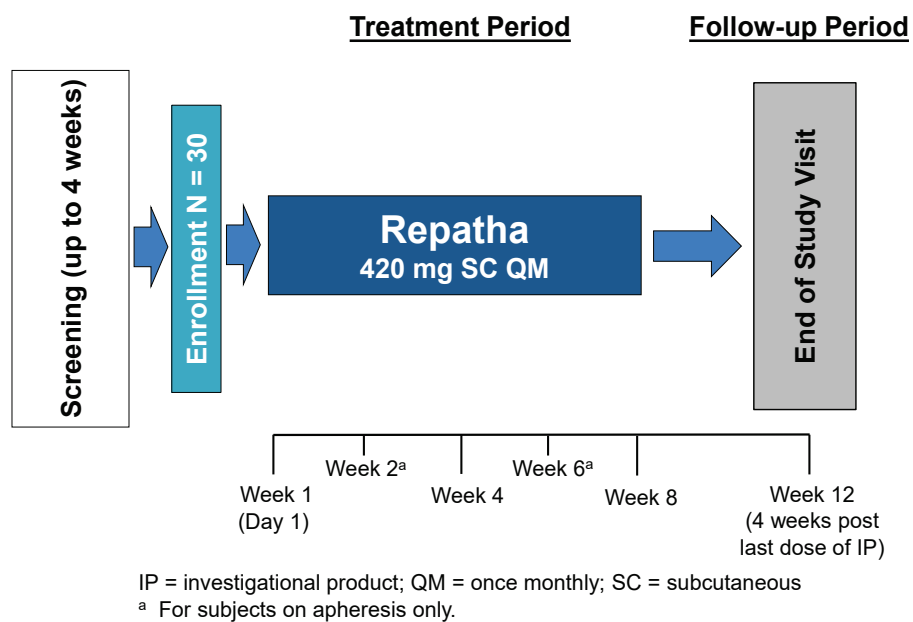 Treatment Period
Follow-up Period
Screening (up to 4 weeks)
Enrollment N = 30
Repatha
420 mg SC QM
End of Study Visit
Week 1
(Day 1)
Week 2ᵃ
Week 4
Week 6ᵃ
Week 8
Week 12
(4 weeks post
last dose of IP)
IP = investigational product; QM = once monthly; SC = subcutaneous
ᵃ For subjects on apheresis only.